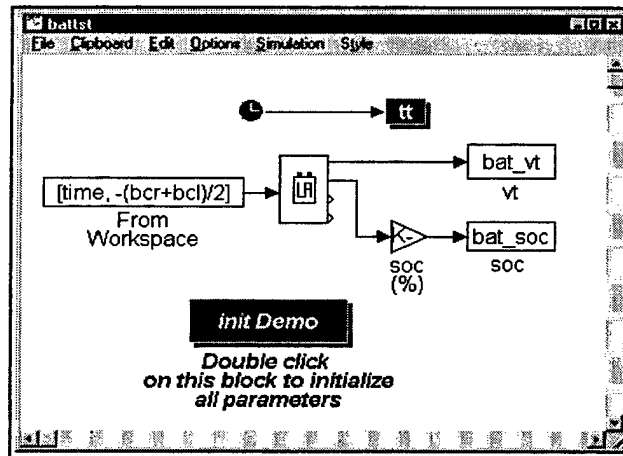 battst
File Clipboard Edit Options Simulation Style
tt
[time, -(bcr+bcl)/2]
From
Workspace
LA
bat_vt
vt
K-
bat_soc
soc
soc
(%)
init Demo
Double click
on this block to initialize
all parameters